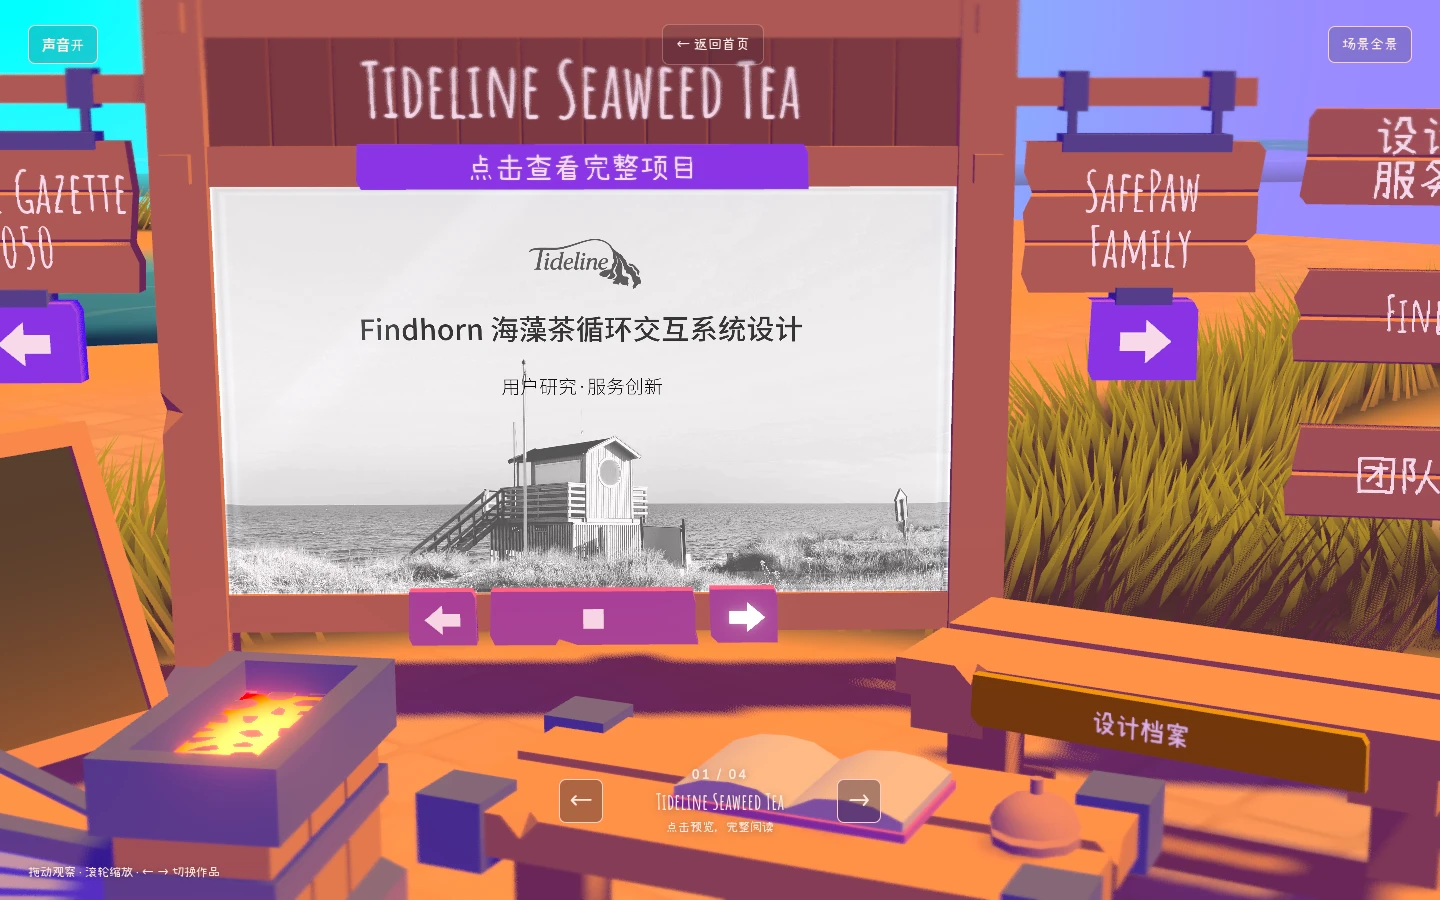 声音开
← 返回首页
场景全景
TIDELINE SEAWEED TEA
点击查看完整项目
GAZETTE
050
Tideline
Findhorn 海藻茶循环交互系统设计
用户研究·服务创新
SAFEPAW
FAMILY
设计
服务
FIND
团队
设计档案
01 / 04
TIDELINE SEAWEED TEA
点击预览，完整阅读
拖动观察 · 滚轮缩放 · ← → 切换作品